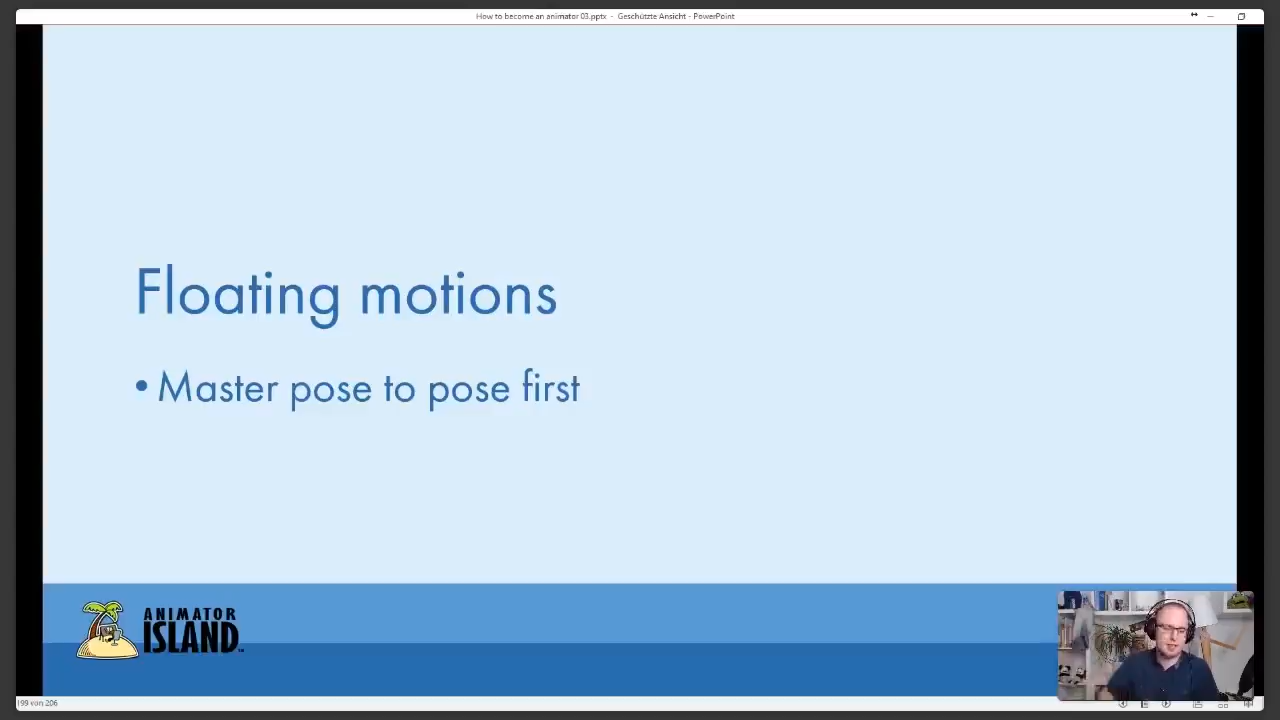 How to become an animator 03.pptx - Geschützte Ansicht - PowerPoint
Floating motions
• Master pose to pose first
ANIMATOR
ISLAND™
199 von 206